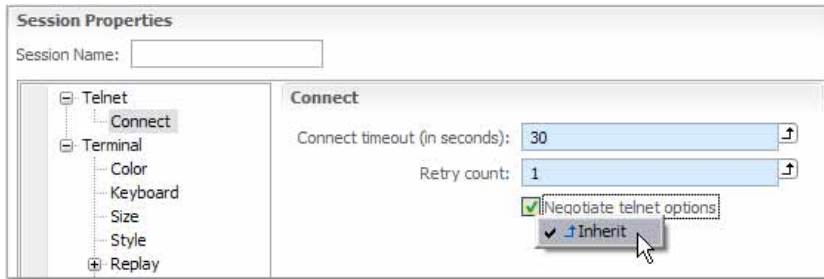 Session Properties
Session Name:
Telnet
Connect
Terminal
Color
Keyboard
Size
Style
Replay
Connect
Connect timeout (in seconds): 30
Retry count: 1
Negotiate telnet options
Inherit